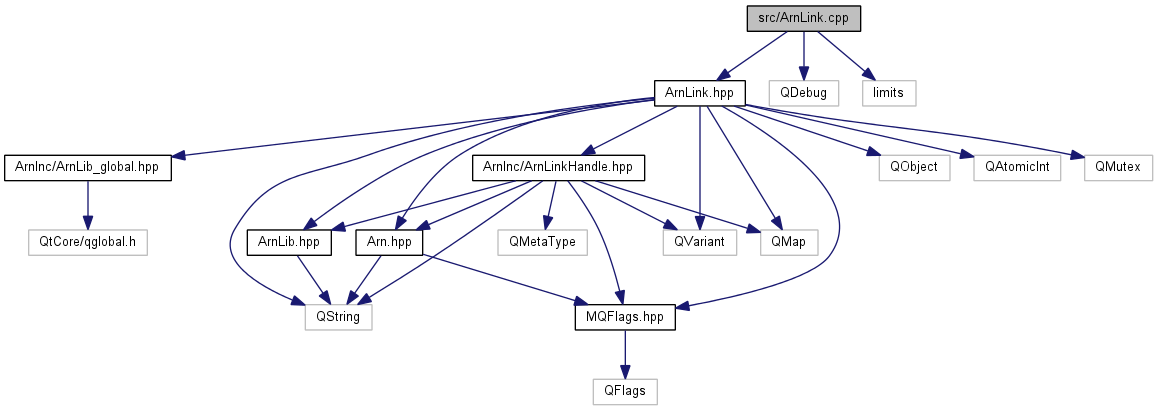 src/ArnLink.cpp
ArnLink.hpp
QDebug
limits
ArnInc/ArnLib_global.hpp
ArnInc/ArnLinkHandle.hpp
QObject
QAtomicInt
QMutex
QtCore/qglobal.h
ArnLib.hpp
Arn.hpp
QMetaType
QVariant
QMap
QString
MQFlags.hpp
QFlags